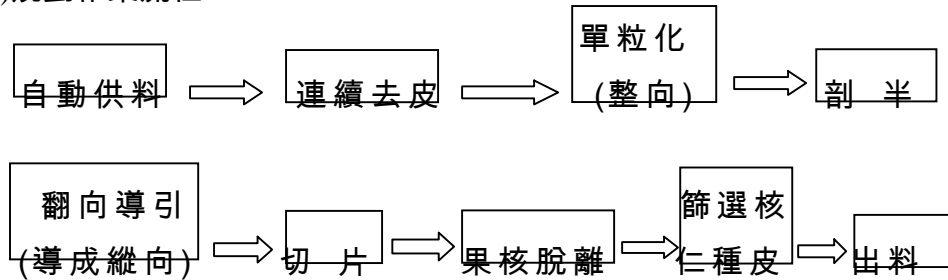 自動供料
連續去皮
單粒化
(整向)
剖 半
翻向導引
(導成縱向)
切 片
果核脫離
篩選核
仁種皮
出料